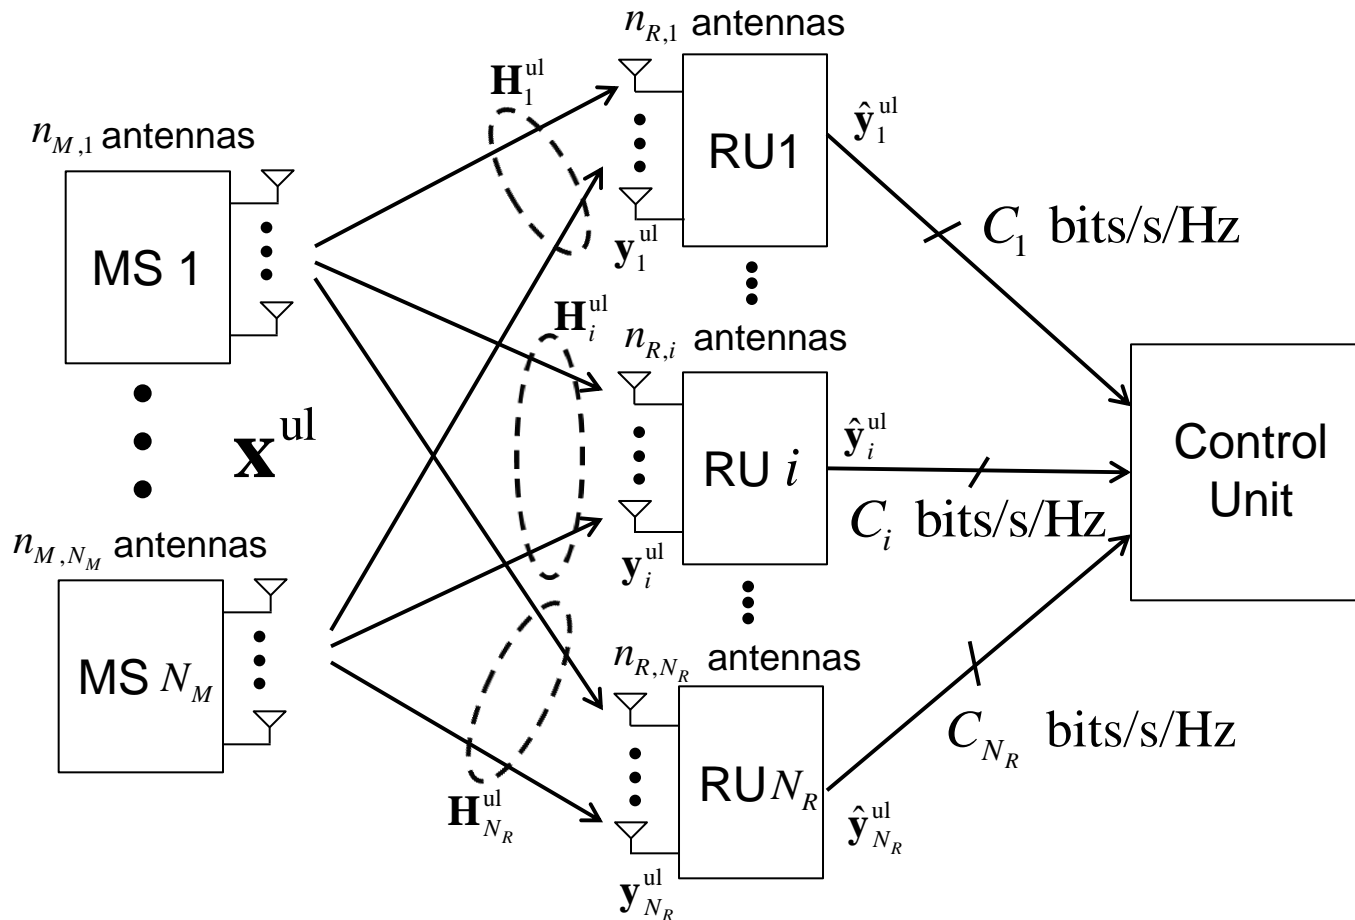 n_{R,1} antennas
H_1^{ul}
n_{M,1} antennas
ŷ_1^{ul}
RU1
MS 1
C_1 bits/s/Hz
y_1^{ul}
H_i^{ul}
n_{R,i} antennas
x^{ul}
ŷ_i^{ul}
RU i
Control
Unit
C_i bits/s/Hz
n_{M,N_M} antennas
y_i^{ul}
MS N_M
n_{R,N_R} antennas
C_{N_R} bits/s/Hz
RU N_R
H_{N_R}^{ul}
ŷ_{N_R}^{ul}
y_{N_R}^{ul}